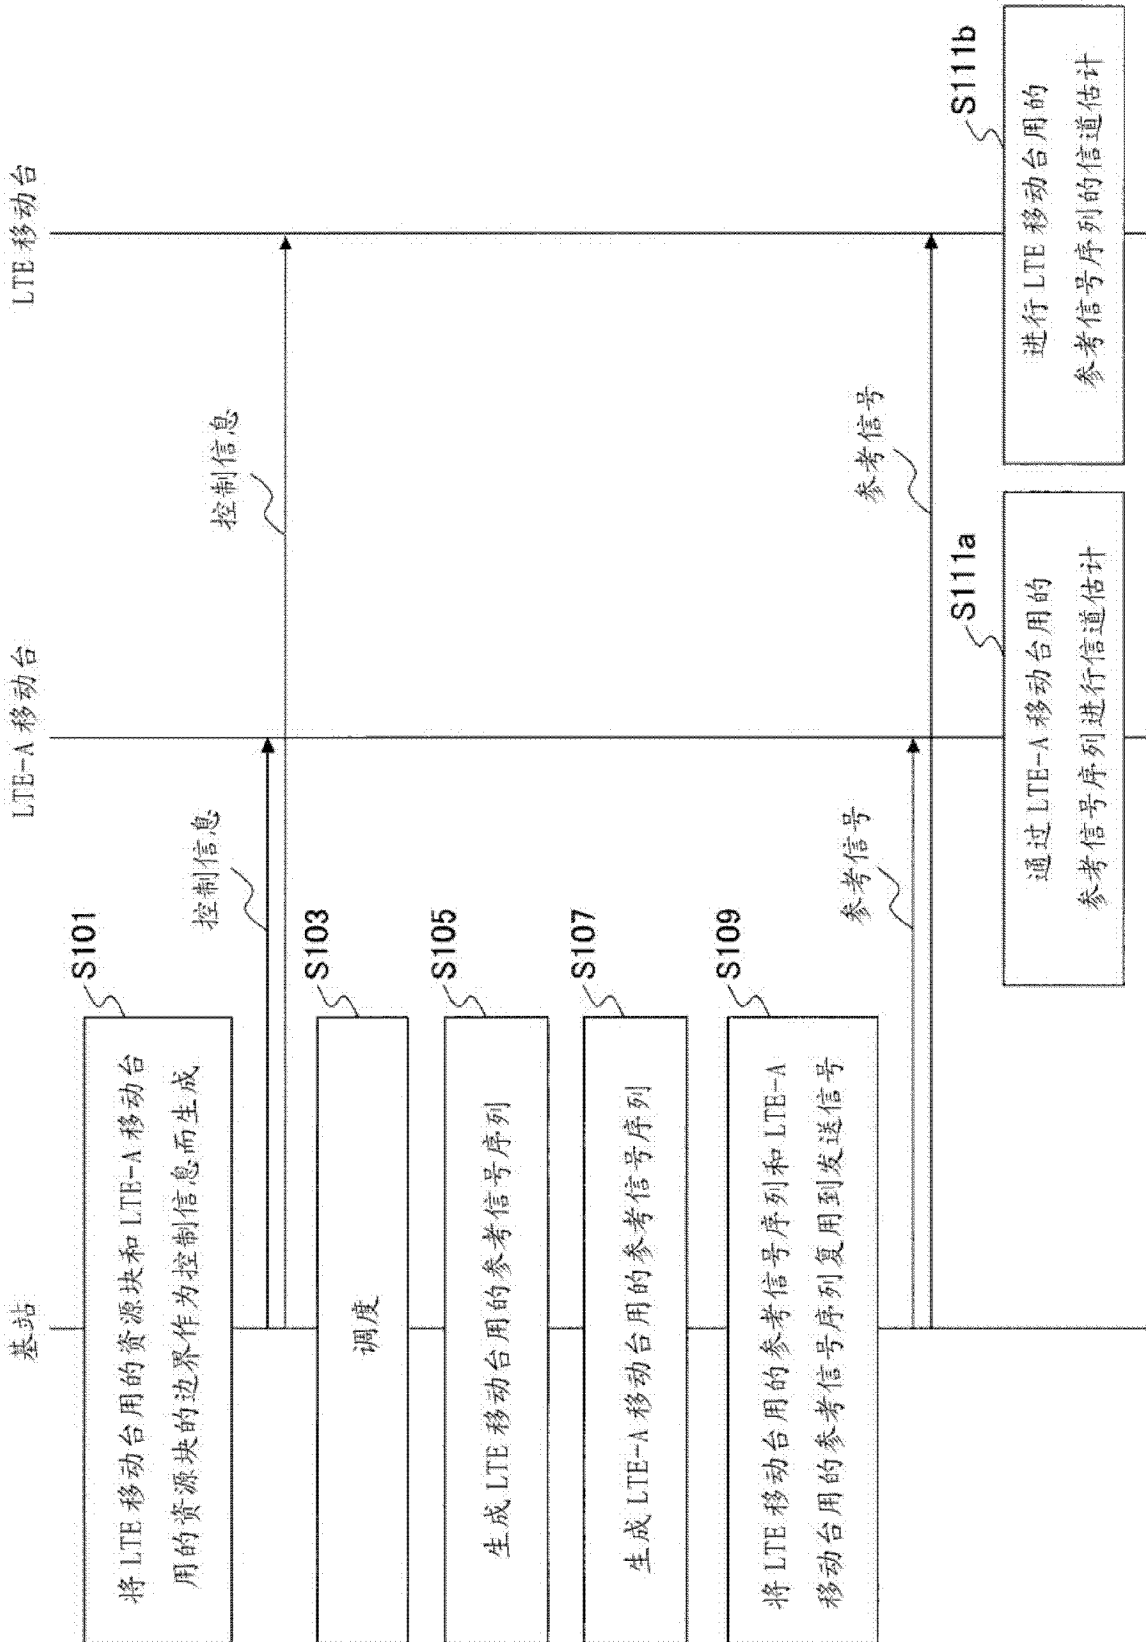 基站
LTE-A 移动台
LTE 移动台
S101
将 LTE 移动台用的资源块和 LTE-A 移动台
用的资源块的边界作为控制信息而生成
控制信息
控制信息
S103
调度
S105
生成 LTE 移动台用的参考信号序列
S107
生成 LTE-A 移动台用的参考信号序列
S109
将 LTE 移动台用的参考信号序列和 LTE-A
移动台用的参考信号序列复用到发送信号
参考信号
参考信号
S111a
通过 LTE-A 移动台用的
参考信号序列进行信道估计
S111b
进行 LTE 移动台用的
参考信号序列的信道估计